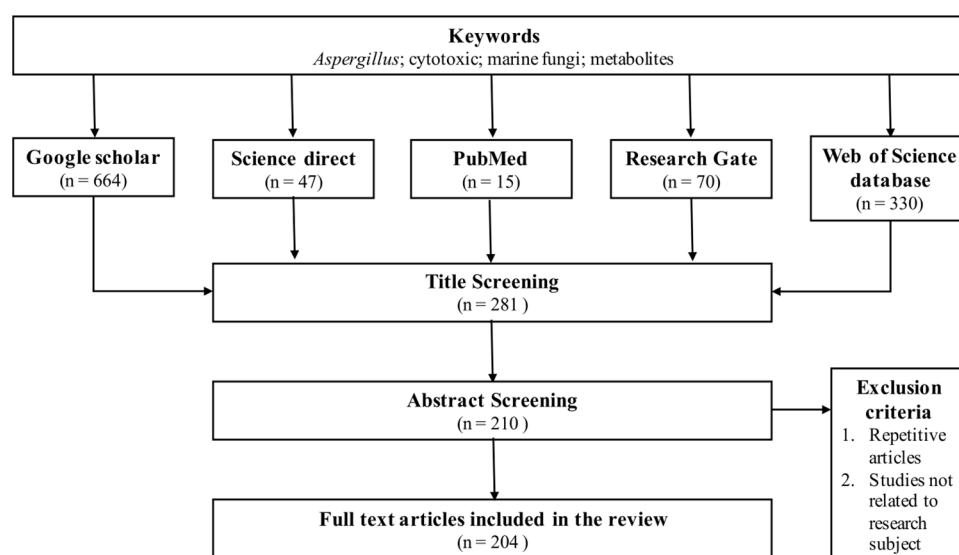 Keywords
Aspergillus; cytotoxic; marine fungi; metabolites
Google scholar
(n = 664)
Science direct
(n = 47)
PubMed
(n = 15)
Research Gate
(n = 70)
Web of Science
database
(n = 330)
Title Screening
(n = 281 )
Abstract Screening
(n = 210 )
Exclusion
criteria
1. Repetitive
articles
2. Studies not
related to
research
subject
Full text articles included in the review
(n = 204 )